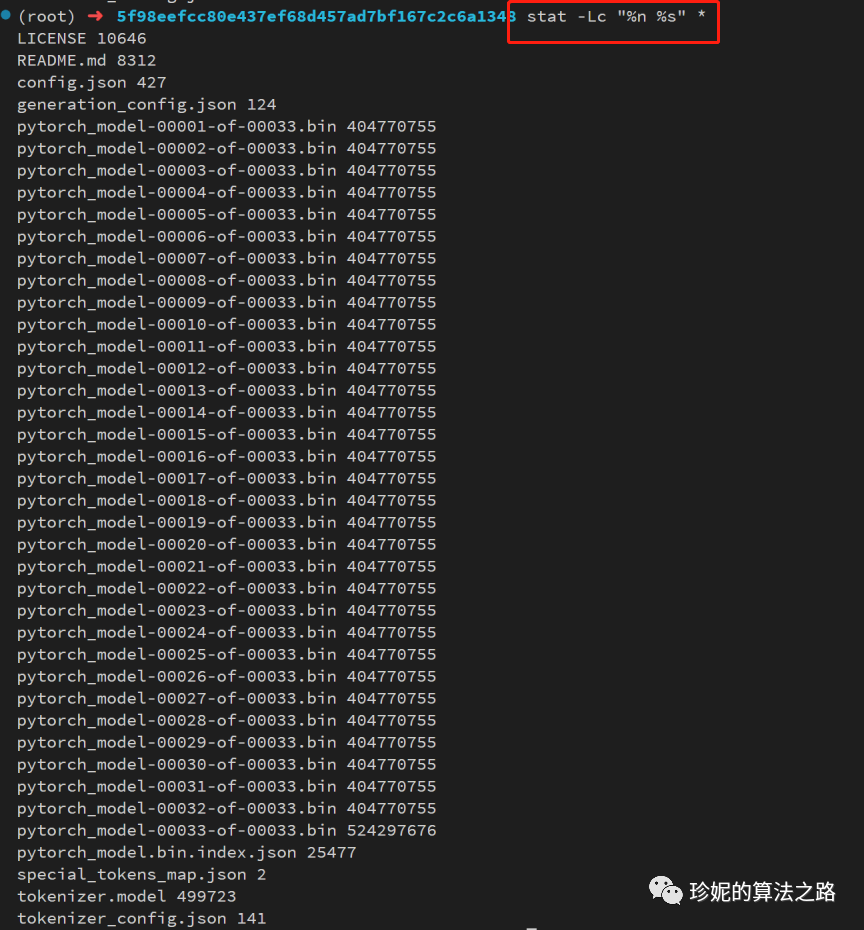 (root) → 5f98eefcc80e437ef68d457ad7bf167c2c6a1348 stat -Lc "%n %s" *
LICENSE 10646
README.md 8312
config.json 427
generation_config.json 124
pytorch_model-00001-of-00033.bin 404770755
pytorch_model-00002-of-00033.bin 404770755
pytorch_model-00003-of-00033.bin 404770755
pytorch_model-00004-of-00033.bin 404770755
pytorch_model-00005-of-00033.bin 404770755
pytorch_model-00006-of-00033.bin 404770755
pytorch_model-00007-of-00033.bin 404770755
pytorch_model-00008-of-00033.bin 404770755
pytorch_model-00009-of-00033.bin 404770755
pytorch_model-00010-of-00033.bin 404770755
pytorch_model-00011-of-00033.bin 404770755
pytorch_model-00012-of-00033.bin 404770755
pytorch_model-00013-of-00033.bin 404770755
pytorch_model-00014-of-00033.bin 404770755
pytorch_model-00015-of-00033.bin 404770755
pytorch_model-00016-of-00033.bin 404770755
pytorch_model-00017-of-00033.bin 404770755
pytorch_model-00018-of-00033.bin 404770755
pytorch_model-00019-of-00033.bin 404770755
pytorch_model-00020-of-00033.bin 404770755
pytorch_model-00021-of-00033.bin 404770755
pytorch_model-00022-of-00033.bin 404770755
pytorch_model-00023-of-00033.bin 404770755
pytorch_model-00024-of-00033.bin 404770755
pytorch_model-00025-of-00033.bin 404770755
pytorch_model-00026-of-00033.bin 404770755
pytorch_model-00027-of-00033.bin 404770755
pytorch_model-00028-of-00033.bin 404770755
pytorch_model-00029-of-00033.bin 404770755
pytorch_model-00030-of-00033.bin 404770755
pytorch_model-00031-of-00033.bin 404770755
pytorch_model-00032-of-00033.bin 404770755
pytorch_model-00033-of-00033.bin 524297676
pytorch_model.bin.index.json 25477
special_tokens_map.json 2
tokenizer.model 499723
tokenizer_config.json 141
珍妮的算法之路